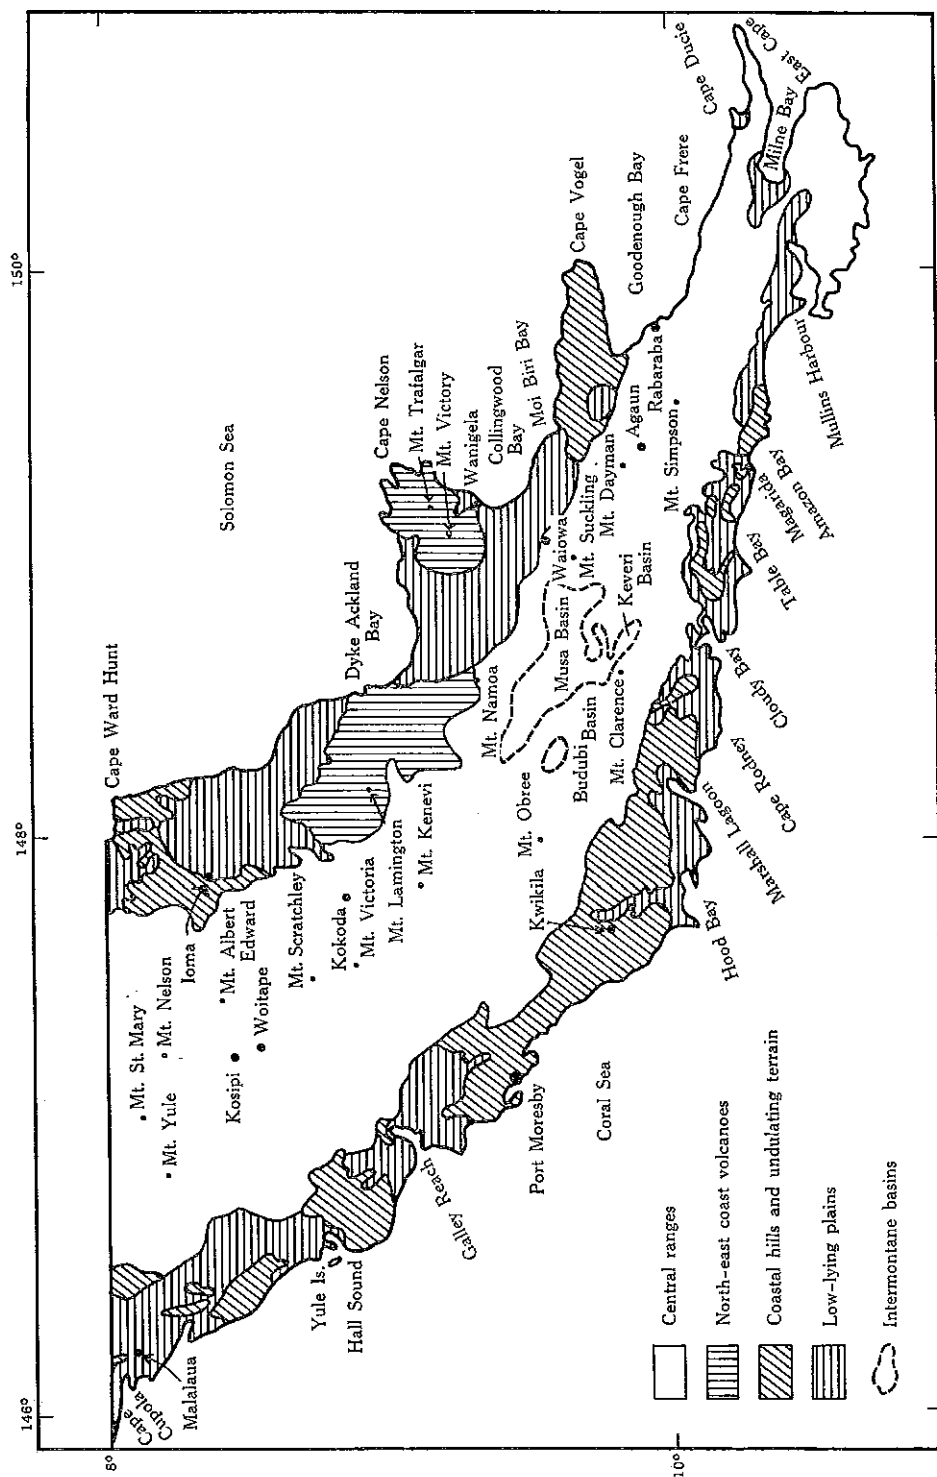 146°
148°
150°
8°
10°
Cape Ward Hunt
Solomon Sea
Mt. St. Mary
Mt. Nelson
Mt. Yule
Ioma
Mt. Albert
Edward
Kosipi
Woitape
Mt. Scratchley
Kokoda
Mt. Victoria
Mt. Lamington
Mt. Kenevi
Dyke Ackland
Bay
Cape Nelson
Mt. Trafalgar
Mt. Victory
Wanigela
Collingwood
Bay
Moi Biri Bay
Cape Vogel
Goodenough Bay
Cape Frere
Cape Ducie
East Cape
Milne Bay
Mt. Namoa
Musa Basin
Waiowa
Mt. Suckling
Mt. Dayman
Agaun
Rabaraba
Mt. Simpson
Keveri
Basin
Budubi
Basin
Mt. Clarence
Mt. Obree
Kwikila
Cape
Cupola
Malalaua
Yule Is.
Hall Sound
Galley Reach
Port Moresby
Coral Sea
Hood Bay
Marshall Lagoon
Cape Rodney
Cloudy Bay
Table Bay
Magarida
Amazon Bay
Mullins Harbour
Central ranges
North-east coast volcanoes
Coastal hills and undulating terrain
Low-lying plains
Intermontane basins